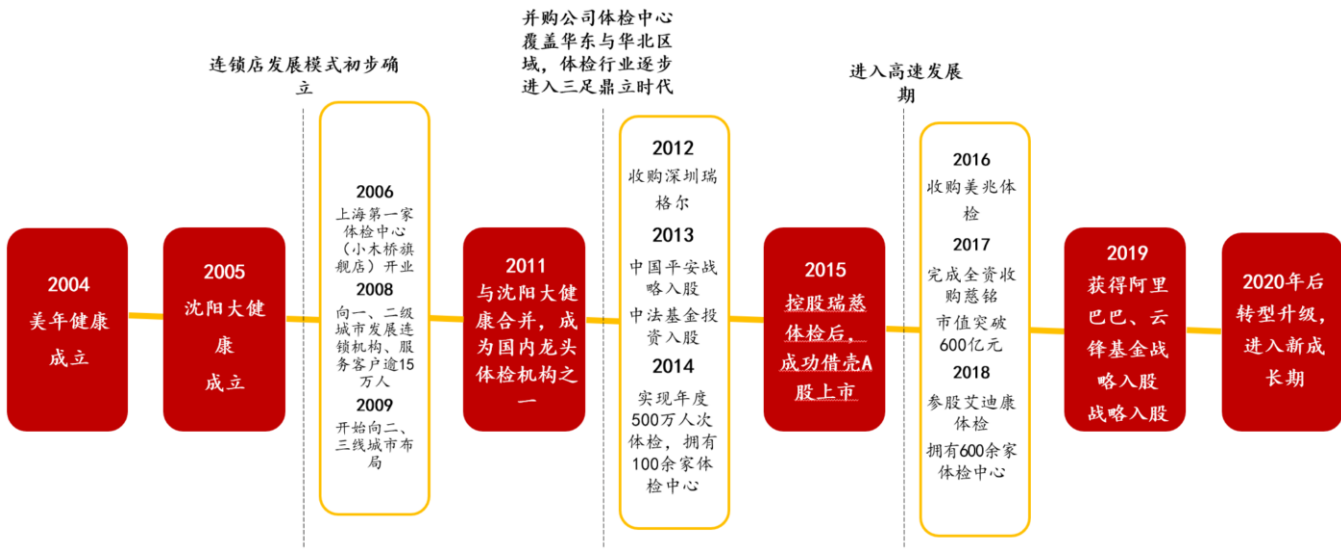 连锁店发展模式初步确
立
并购公司体检中心
覆盖华东与华北区
域，体检行业逐步
进入三足鼎立时代
进入高速发展
期
2004
美年健康
成立
2005
沈阳大健
康
成立
2006
上海第一家
体检中心
（小木桥旗
舰店）开业
2008
向一、二级
城市发展连
锁机构、服
务客户逾15
万人
2009
开始向二、
三线城市布
局
2011
与沈阳大健
康合并，成
为国内龙头
体检机构之
一
2012
收购深圳瑞
格尔
2013
中国平安战
略入股
中法基金投
资入股
2014
实现年度
500万人次
体检，拥有
100余家体
检中心
2015
控股瑞慈
体检后，
成功借壳A
股上市
2016
收购美兆体
检
2017
完成全资收
购慈铭
市值突破
600亿元
2018
参股艾迪康
体检
拥有600余家
体检中心
2019
获得阿里
巴巴、云
锋基金战
略入股
战略入股
2020年后
转型升级，
进入新成
长期